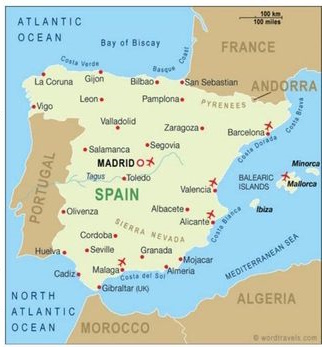 100 km
100 miles
ATLANTIC
OCEAN
Bay of Biscay
FRANCE
Costa Verde
Basque Coast
La Coruna
Gijon
Bilbao
San Sebastian
ANDORRA
Vigo
Leon
Pamplona
PYRENEES
Costa Brava
Valladolid
Zaragoza
Barcelona
Costa Dorada
Salamanca
Segovia
MADRID
Minorca
Tagus
Toledo
BALEARIC
ISLANDS
Mallorca
PORTUGAL
SPAIN
Valencia
Ibiza
Olivenza
Albacete
Alicante
Costa Blanca
SIERRA NEVADA
Cordoba
Huelva
Seville
Granada
Mojacar
MEDITERRANEAN SEA
Cadiz
Malaga
Costa del Sol
Almeria
Gibraltar (UK)
NORTH
ATLANTIC
OCEAN
ALGERIA
MOROCCO
© wordtravels.com